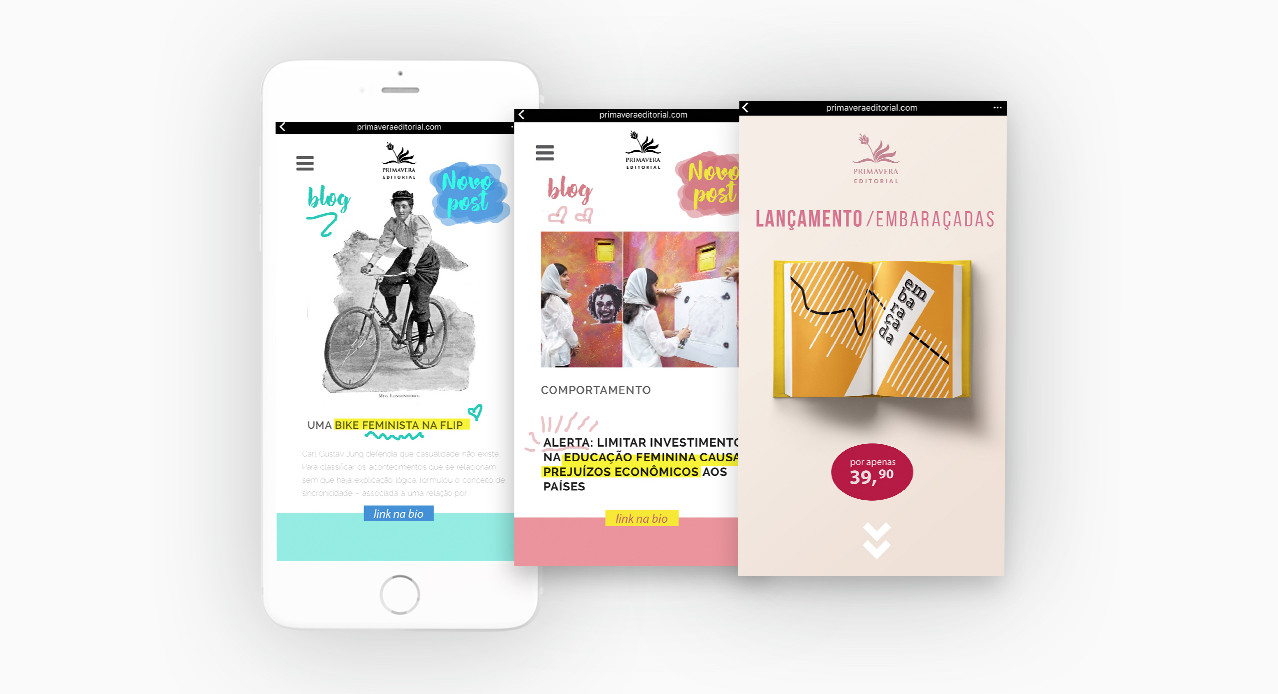 primaveraeditorial.com
PRIMAVERA
EDITORIAL
blog
Novo
post
UMA BIKE FEMINISTA NA FLIP
Carl Gustav Jung defendia que casualidade não existe.
Para classificar os acontecimentos que se relacionam
sem que haja explicação lógica, formulou o conceito de
sincronicidade – associada a uma relação por
link na bio
primaveraeditorial.com
PRIMAVERA
EDITORIAL
blog
Novo
post
COMPORTAMENTO
ALERTA: LIMITAR INVESTIMENTO
NA EDUCAÇÃO FEMININA CAUSA
PREJUÍZOS ECONÔMICOS AOS
PAÍSES
link na bio
primaveraeditorial.com
PRIMAVERA
EDITORIAL
LANÇAMENTO /EMBARAÇADAS
em
ba
ra
ça
da
s
por apenas
39,90